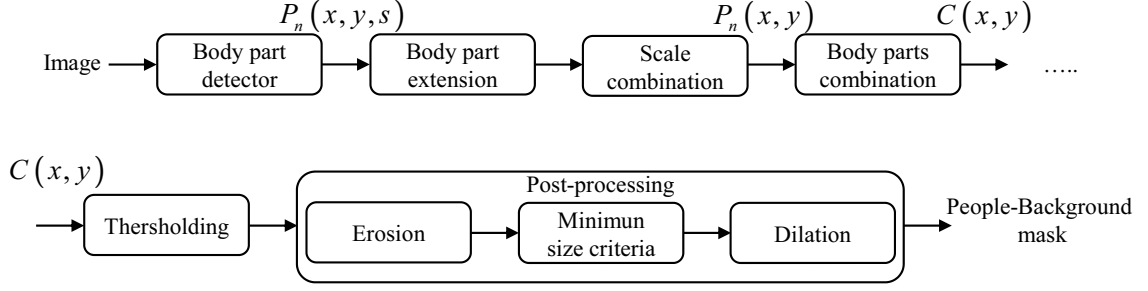 P_n(x, y, s)
P_n(x, y)
C(x, y)
Image
Body part
detector
Body part
extension
Scale
combination
Body parts
combination
.....
C(x, y)
Thersholding
Post-processing
Erosion
Minimun
size criteria
Dilation
People-Background
mask